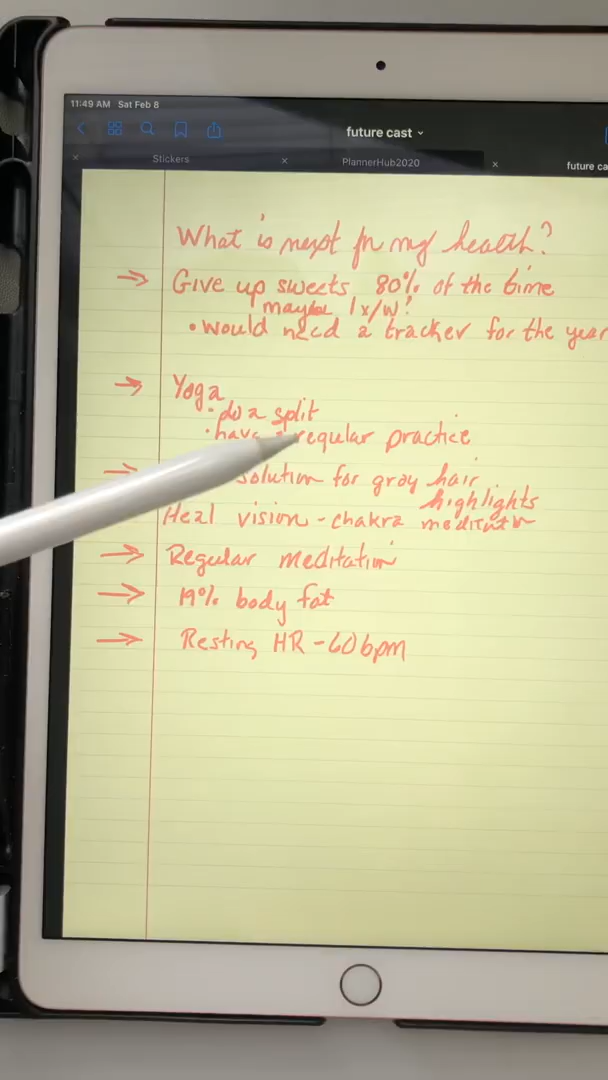 11:49 AM Sat Feb 8
future cast
Stickers
PlannerHub2020
future ca
What is next for my health?
→ Give up sweets 80% of the time
maybe 1x/w?
• would need a tracker for the year
→ Yoga
• do a split
• have regular practice
→ solution for gray hair
highlights
Heal vision - chakra meditation
→ Regular meditation
→ 19% body fat
→ Resting HR - 60 bpm